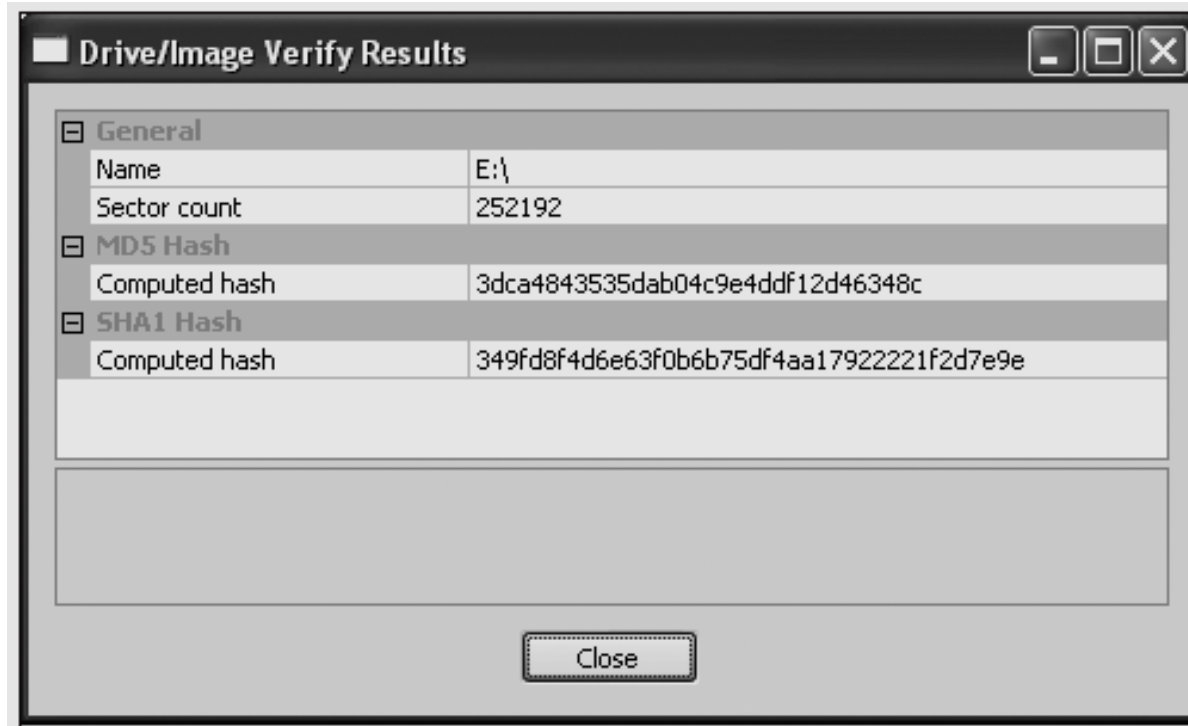 Drive/Image Verify Results
General
Name E:\
Sector count 252192
MD5 Hash
Computed hash 3dca4843535dab04c9e4ddf12d46348c
SHA1 Hash
Computed hash 349fd8f4d6e63f0b6b75df4aa17922221f2d7e9e
Close